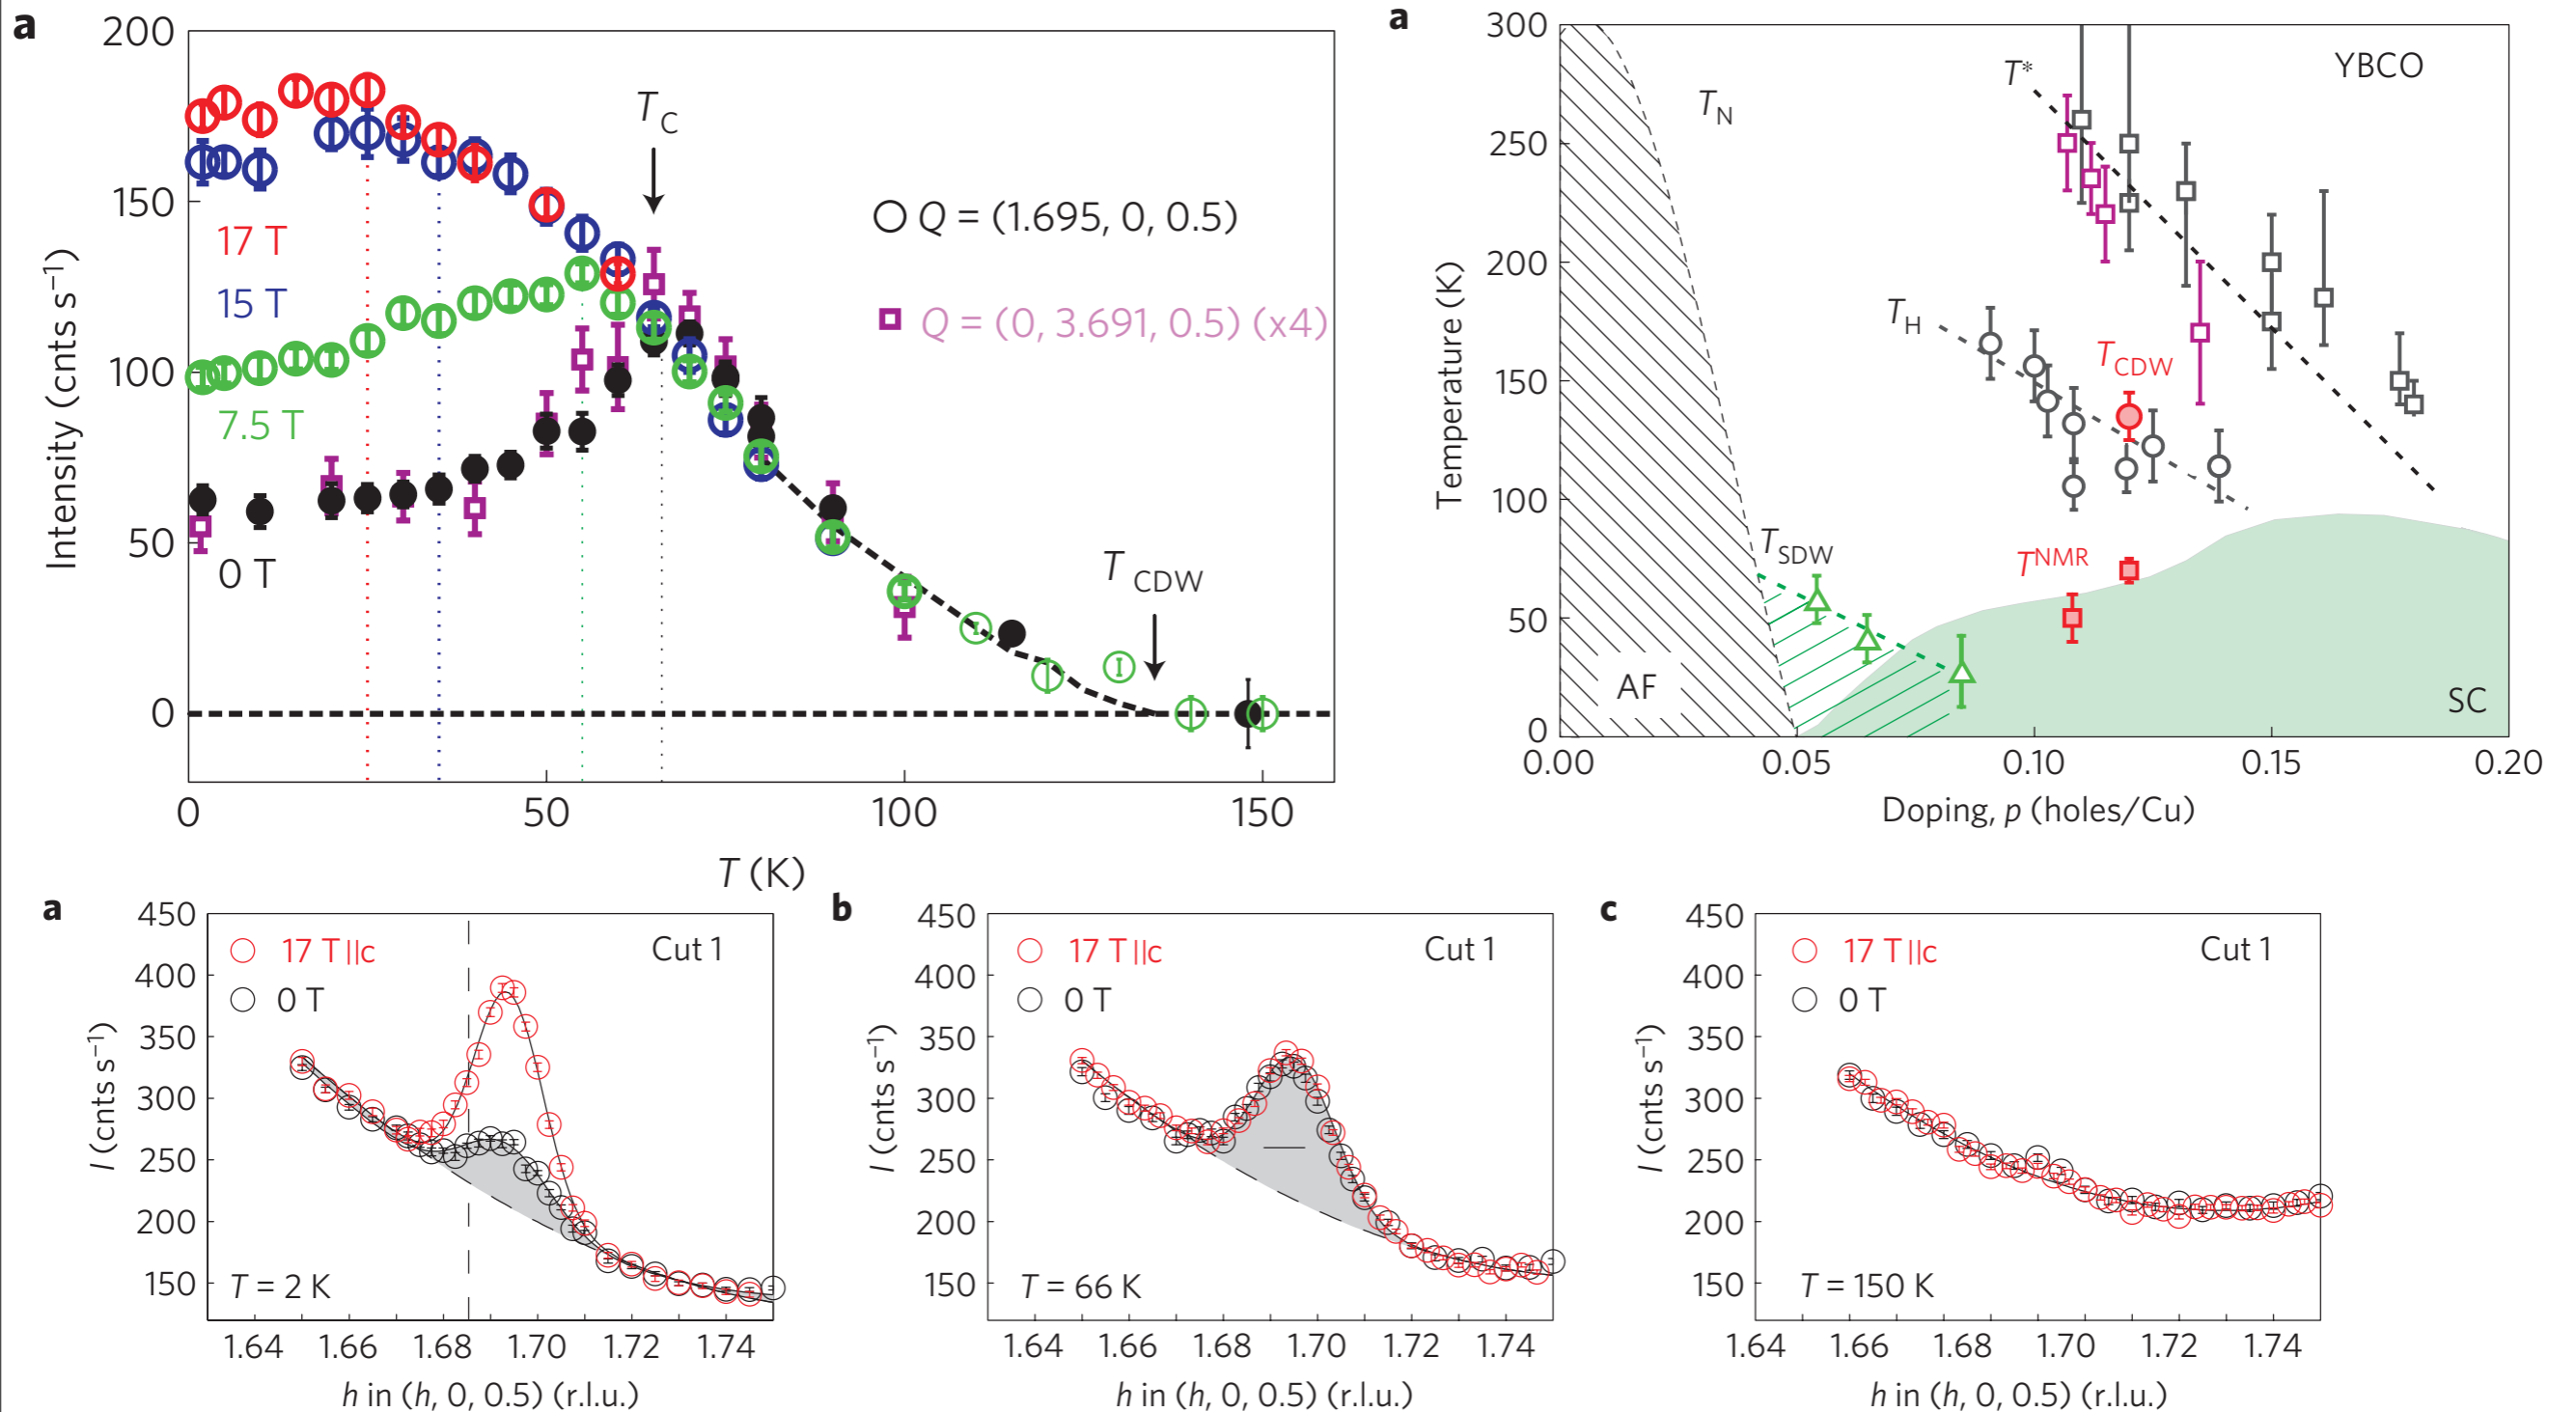 a
200
150
100
50
0
Intensity (cnts s⁻¹)
17 T
15 T
7.5 T
0 T
T_C
Q = (1.695, 0, 0.5)
Q = (0, 3.691, 0.5) (x4)
T_CDW
0 50 100 150
T (K)
a
300
250
200
150
100
50
0
Temperature (K)
YBCO
T*
T_N
T_H
T_CDW
T_SDW
T^NMR
AF
SC
0.00 0.05 0.10 0.15 0.20
Doping, p (holes/Cu)
a
450
400
350
300
250
200
150
I (cnts s⁻¹)
17 T||c
0 T
Cut 1
T = 2 K
1.64 1.66 1.68 1.70 1.72 1.74
h in (h, 0, 0.5) (r.l.u.)
b
450
400
350
300
250
200
150
I (cnts s⁻¹)
17 T||c
0 T
Cut 1
T = 66 K
1.64 1.66 1.68 1.70 1.72 1.74
h in (h, 0, 0.5) (r.l.u.)
c
450
400
350
300
250
200
150
I (cnts s⁻¹)
17 T||c
0 T
Cut 1
T = 150 K
1.64 1.66 1.68 1.70 1.72 1.74
h in (h, 0, 0.5) (r.l.u.)